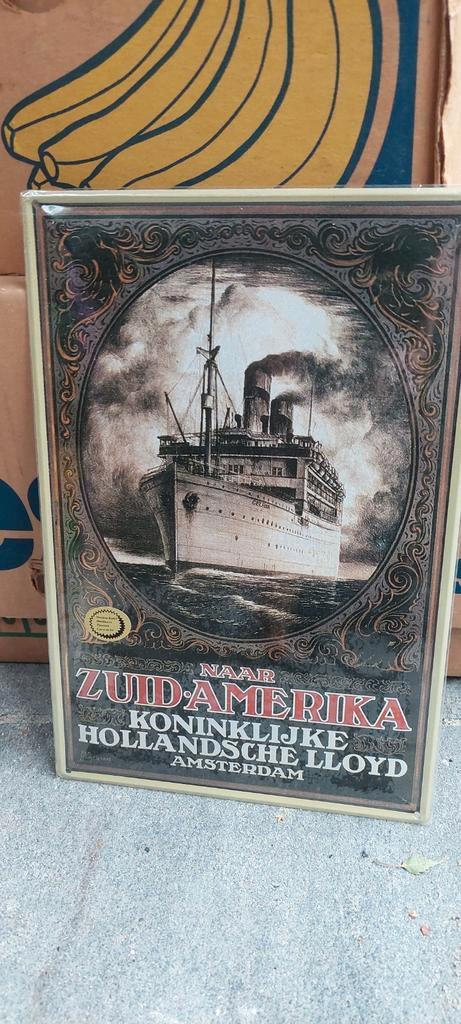 NAAR
ZUID·AMERIKA
KONINKLIJKE
HOLLANDSCHE LLOYD
AMSTERDAM